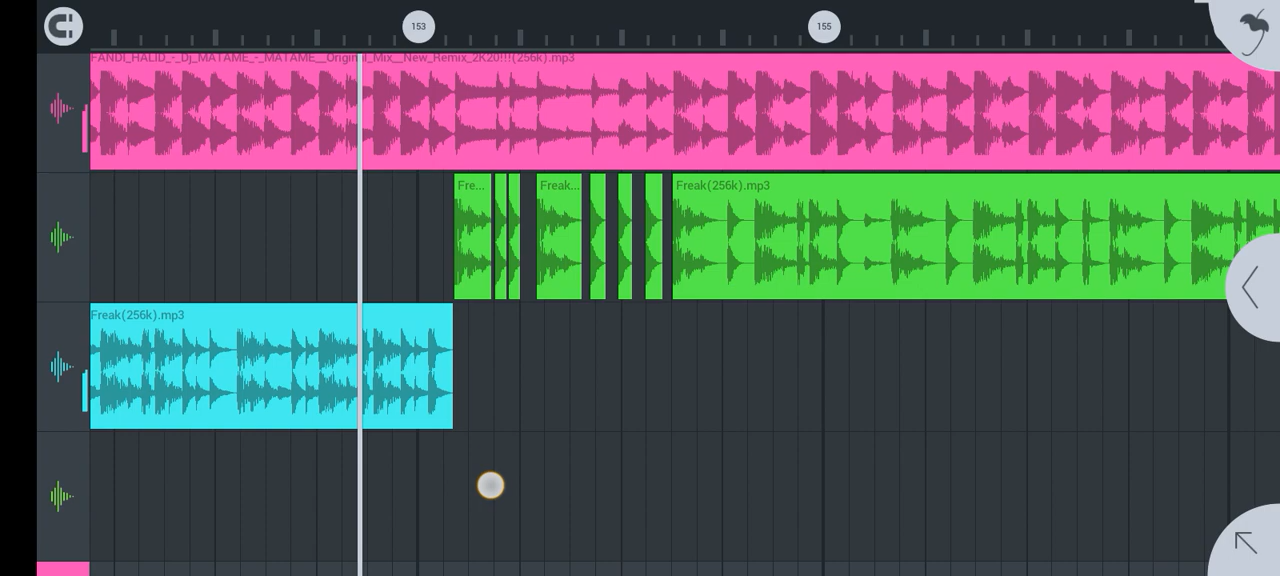 153
155
FANDI_HALID_-_Dj_MATAME_-_MATAME__Original_Mix__New_Remix_2K20!!!(256k).mp3
Fre...
Freak...
Freak(256k).mp3
Freak(256k).mp3